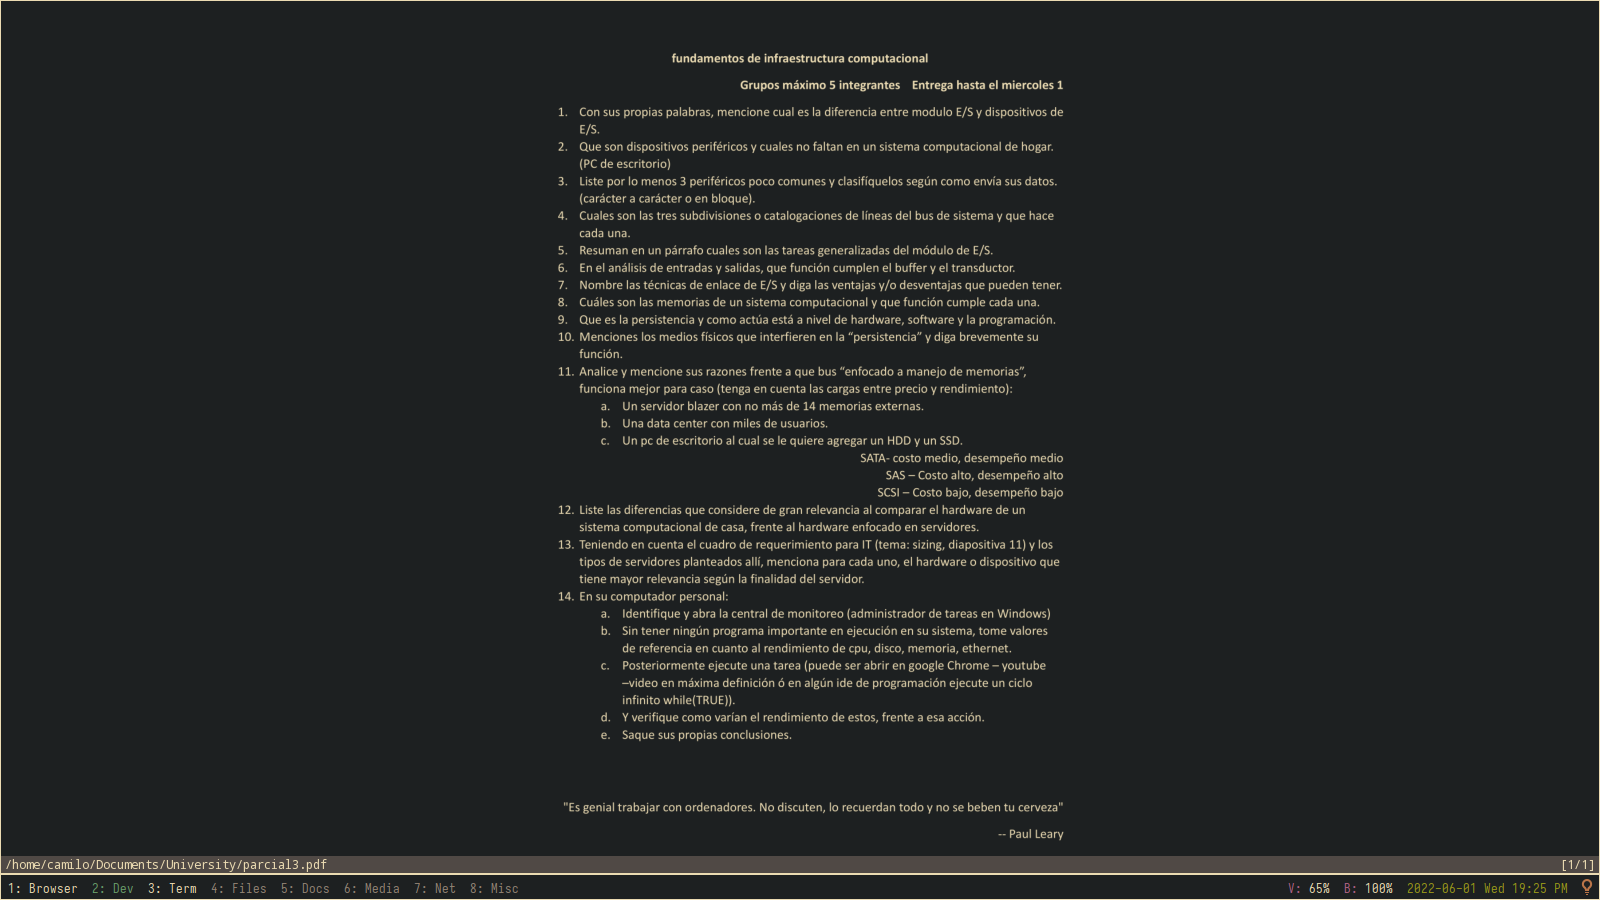 fundamentos de infraestructura computacional
Grupos máximo 5 integrantes    Entrega hasta el miercoles 1
1. Con sus propias palabras, mencione cual es la diferencia entre modulo E/S y dispositivos de
E/S.
2. Que son dispositivos periféricos y cuales no faltan en un sistema computacional de hogar.
(PC de escritorio)
3. Liste por lo menos 3 periféricos poco comunes y clasifíquelos según como envía sus datos.
(carácter a carácter o en bloque).
4. Cuales son las tres subdivisiones o catalogaciones de líneas del bus de sistema y que hace
cada una.
5. Resuman en un párrafo cuales son las tareas generalizadas del módulo de E/S.
6. En el análisis de entradas y salidas, que función cumplen el buffer y el transductor.
7. Nombre las técnicas de enlace de E/S y diga las ventajas y/o desventajas que pueden tener.
8. Cuáles son las memorias de un sistema computacional y que función cumple cada una.
9. Que es la persistencia y como actúa está a nivel de hardware, software y la programación.
10. Menciones los medios físicos que interfieren en la “persistencia” y diga brevemente su
función.
11. Analice y mencione sus razones frente a que bus “enfocado a manejo de memorias”,
funciona mejor para caso (tenga en cuenta las cargas entre precio y rendimiento):
a. Un servidor blazer con no más de 14 memorias externas.
b. Una data center con miles de usuarios.
c. Un pc de escritorio al cual se le quiere agregar un HDD y un SSD.
SATA- costo medio, desempeño medio
SAS – Costo alto, desempeño alto
SCSI – Costo bajo, desempeño bajo
12. Liste las diferencias que considere de gran relevancia al comparar el hardware de un
sistema computacional de casa, frente al hardware enfocado en servidores.
13. Teniendo en cuenta el cuadro de requerimiento para IT (tema: sizing, diapositiva 11) y los
tipos de servidores planteados allí, menciona para cada uno, el hardware o dispositivo que
tiene mayor relevancia según la finalidad del servidor.
14. En su computador personal:
a. Identifique y abra la central de monitoreo (administrador de tareas en Windows)
b. Sin tener ningún programa importante en ejecución en su sistema, tome valores
de referencia en cuanto al rendimiento de cpu, disco, memoria, ethernet.
c. Posteriormente ejecute una tarea (puede ser abrir en google Chrome – youtube
–video en máxima definición ó en algún ide de programación ejecute un ciclo
infinito while(TRUE)).
d. Y verifique como varían el rendimiento de estos, frente a esa acción.
e. Saque sus propias conclusiones.
"Es genial trabajar con ordenadores. No discuten, lo recuerdan todo y no se beben tu cerveza"
-- Paul Leary
/home/camilo/Documents/University/parcial3.pdf [1/1]
1: Browser 2: Dev 3: Term 4: Files 5: Docs 6: Media 7: Net 8: Misc V: 65% B: 100% 2022-06-01 Wed 19:25 PM